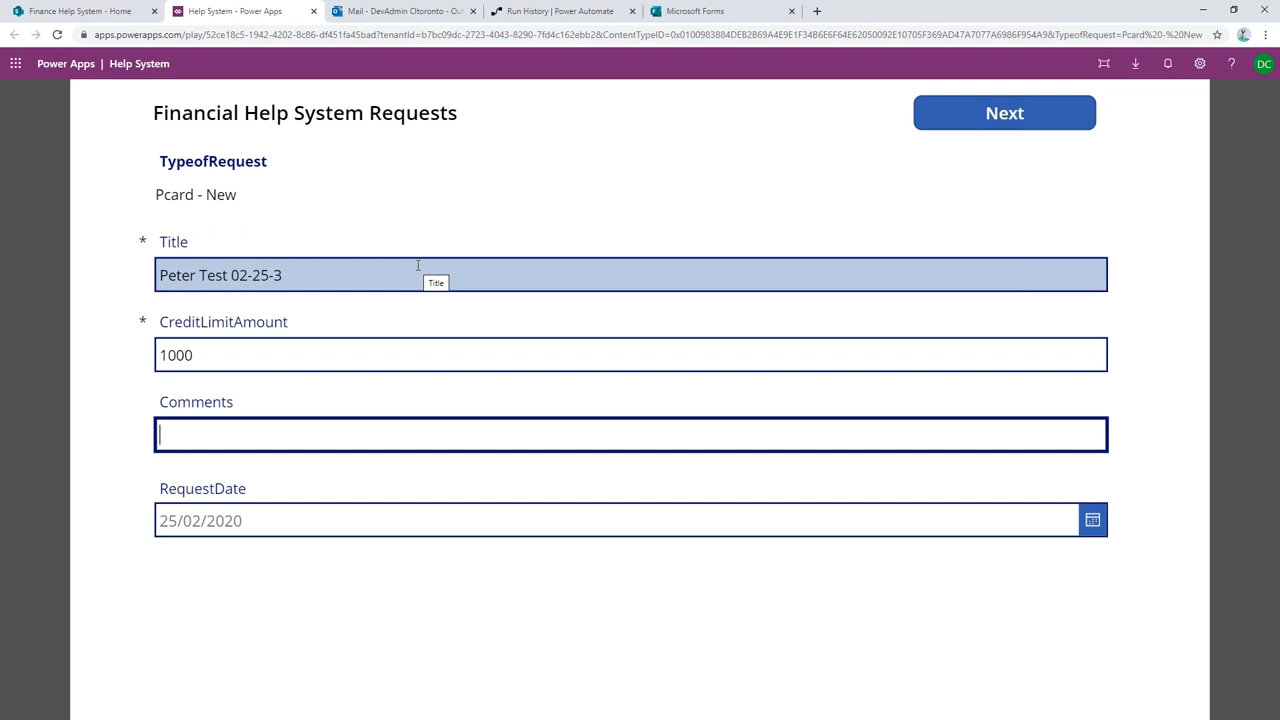 Finance Help System - Home
Help System - Power Apps
Mail - DevAdmin CItoronto - Out
Run History | Power Automate
Microsoft Forms
apps.powerapps.com/play/52ce18c5-1942-4202-8c86-df451fa45bad?tenantId=b7bc09dc-2723-4043-8290-7fd4c162ebb2&ContentTypeID=0x0100983884DEB2B69A4E9E1F34B6E6F64E62050092E10705F369AD47A7077A6986F954A9&TypeofRequest=Pcard%20-%20New
Power Apps | Help System
DC
Financial Help System Requests
Next
TypeofRequest
Pcard - New
* Title
Peter Test 02-25-3
Title
* CreditLimitAmount
1000
Comments
RequestDate
25/02/2020